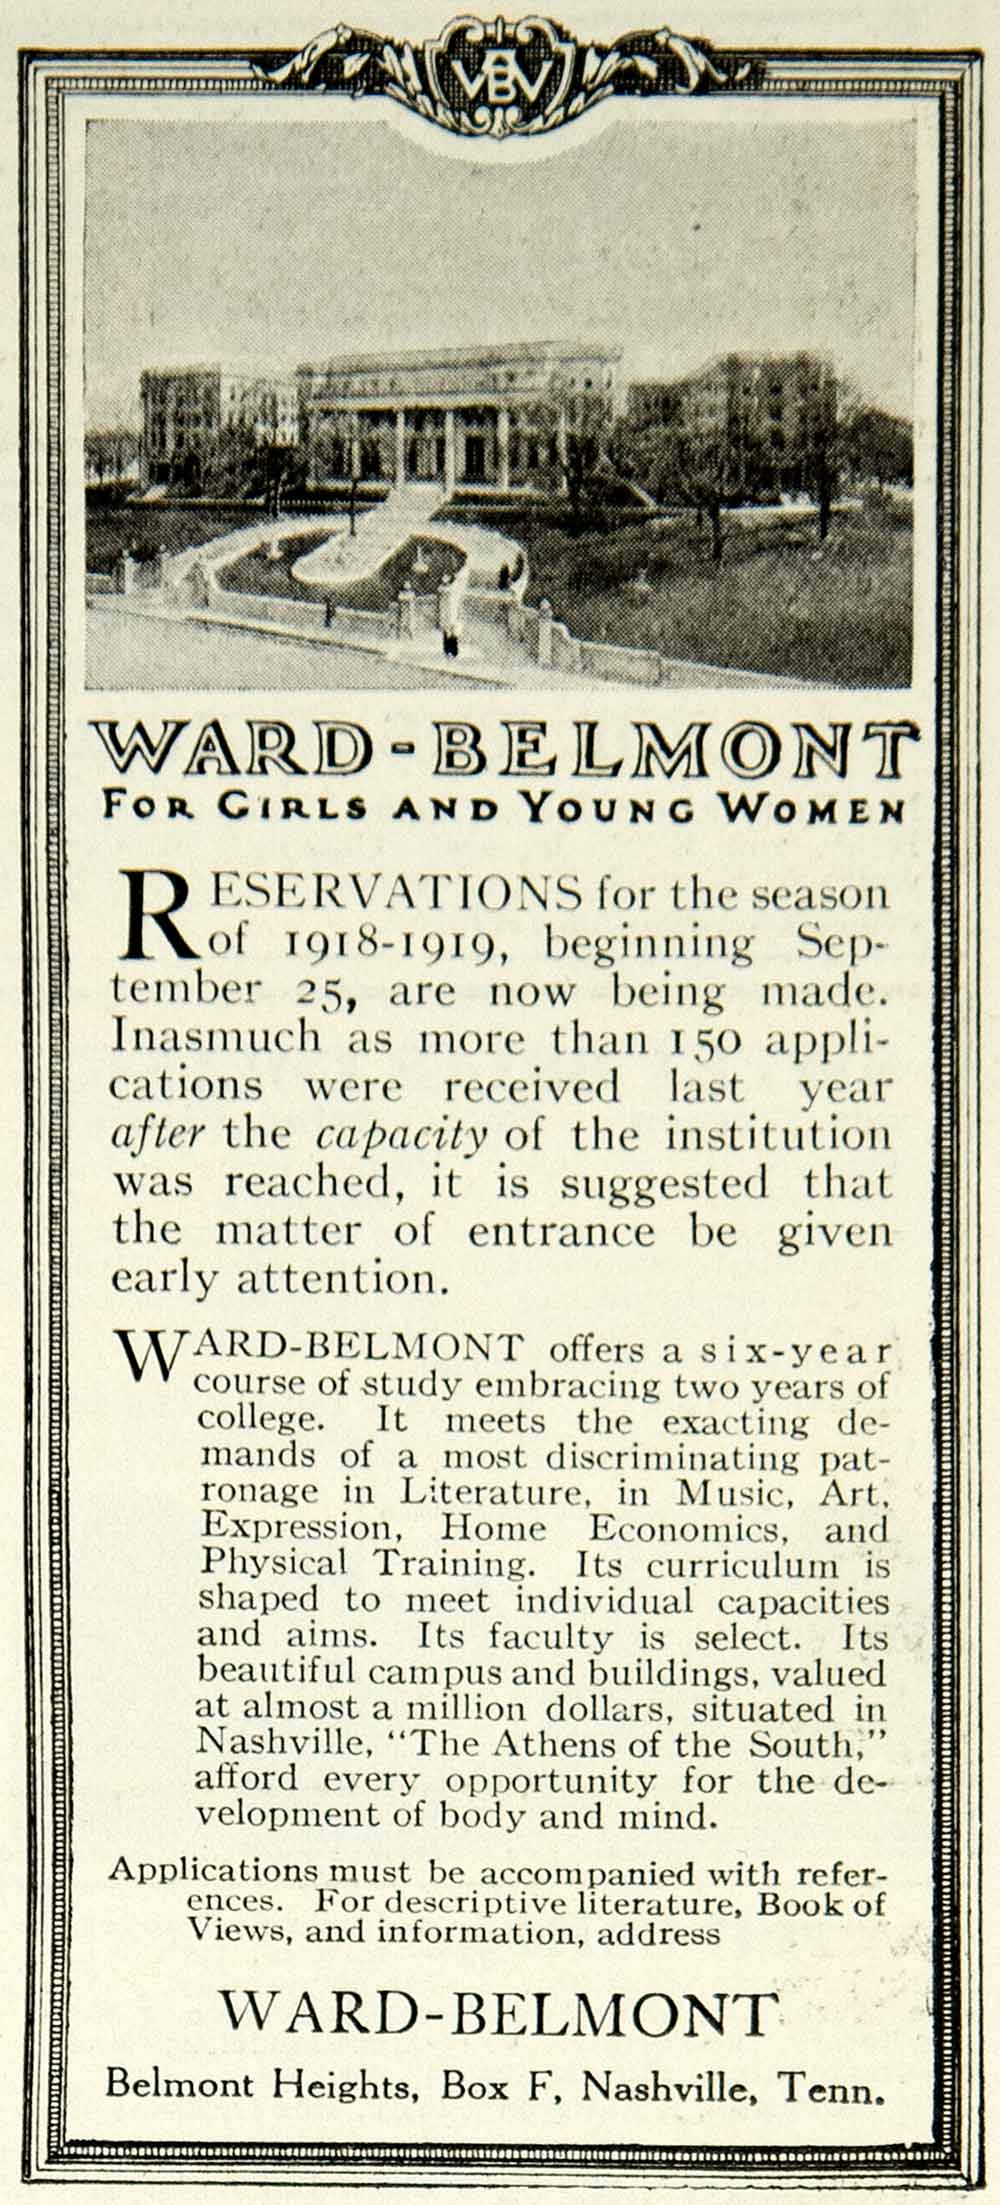 WBV
WARD-BELMONT
FOR GIRLS AND YOUNG WOMEN
RESERVATIONS for the season
of 1918-1919, beginning Sep-
tember 25, are now being made.
Inasmuch as more than 150 appli-
cations were received last year
after the capacity of the institution
was reached, it is suggested that
the matter of entrance be given
early attention.
WARD-BELMONT offers a six-year
course of study embracing two years of
college. It meets the exacting de-
mands of a most discriminating pat-
ronage in Literature, in Music, Art,
Expression, Home Economics, and
Physical Training. Its curriculum is
shaped to meet individual capacities
and aims. Its faculty is select. Its
beautiful campus and buildings, valued
at almost a million dollars, situated in
Nashville, “The Athens of the South,”
afford every opportunity for the de-
velopment of body and mind.
Applications must be accompanied with refer-
ences. For descriptive literature, Book of
Views, and information, address
WARD-BELMONT
Belmont Heights, Box F, Nashville, Tenn.